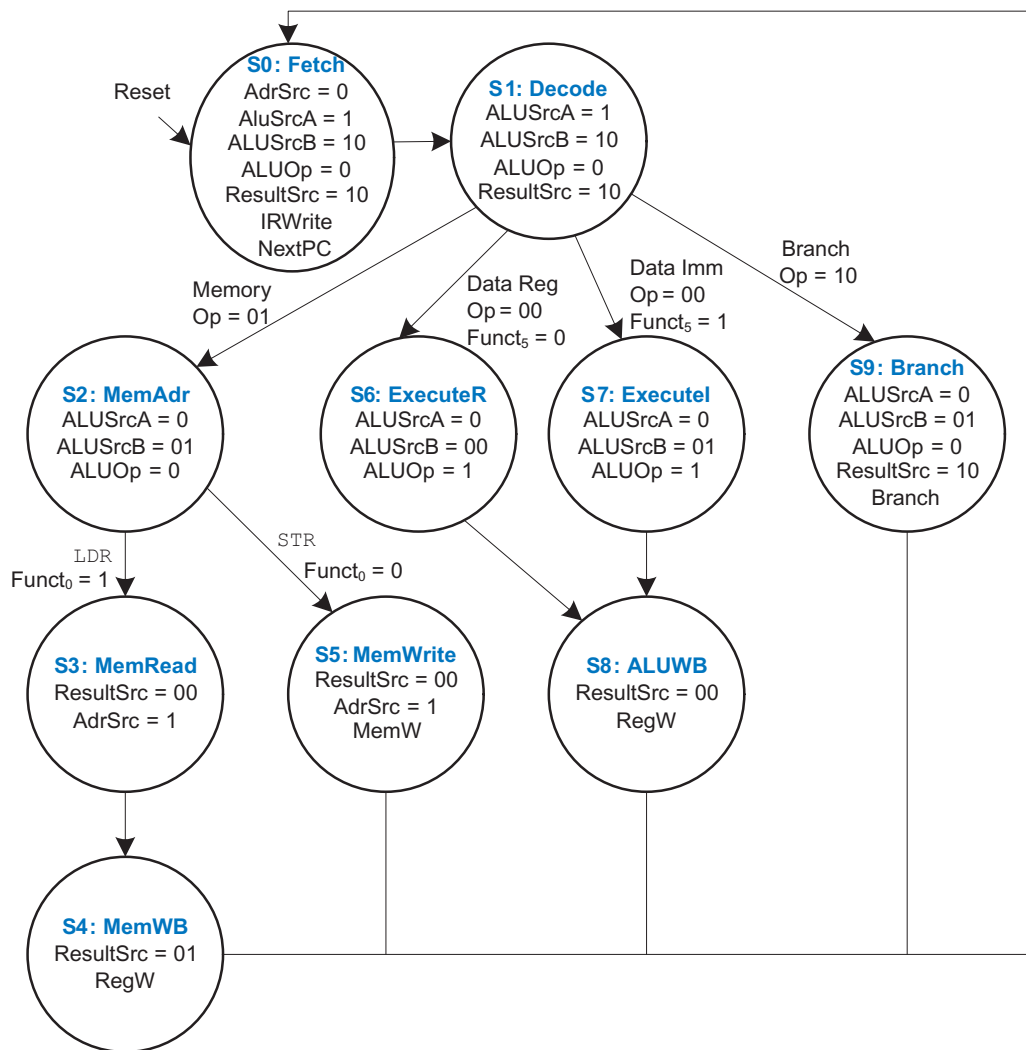 Reset
S0: Fetch
AdrSrc = 0
AluSrcA = 1
ALUSrcB = 10
ALUOp = 0
ResultSrc = 10
IRWrite
NextPC
S1: Decode
ALUSrcA = 1
ALUSrcB = 10
ALUOp = 0
ResultSrc = 10
Memory
Op = 01
Data Reg
Op = 00
Funct₅ = 0
Data Imm
Op = 00
Funct₅ = 1
Branch
Op = 10
S2: MemAdr
ALUSrcA = 0
ALUSrcB = 01
ALUOp = 0
S6: ExecuteR
ALUSrcA = 0
ALUSrcB = 00
ALUOp = 1
S7: ExecuteI
ALUSrcA = 0
ALUSrcB = 01
ALUOp = 1
S9: Branch
ALUSrcA = 0
ALUSrcB = 01
ALUOp = 0
ResultSrc = 10
Branch
LDR
Funct₀ = 1
STR
Funct₀ = 0
S3: MemRead
ResultSrc = 00
AdrSrc = 1
S5: MemWrite
ResultSrc = 00
AdrSrc = 1
MemW
S8: ALUWB
ResultSrc = 00
RegW
S4: MemWB
ResultSrc = 01
RegW